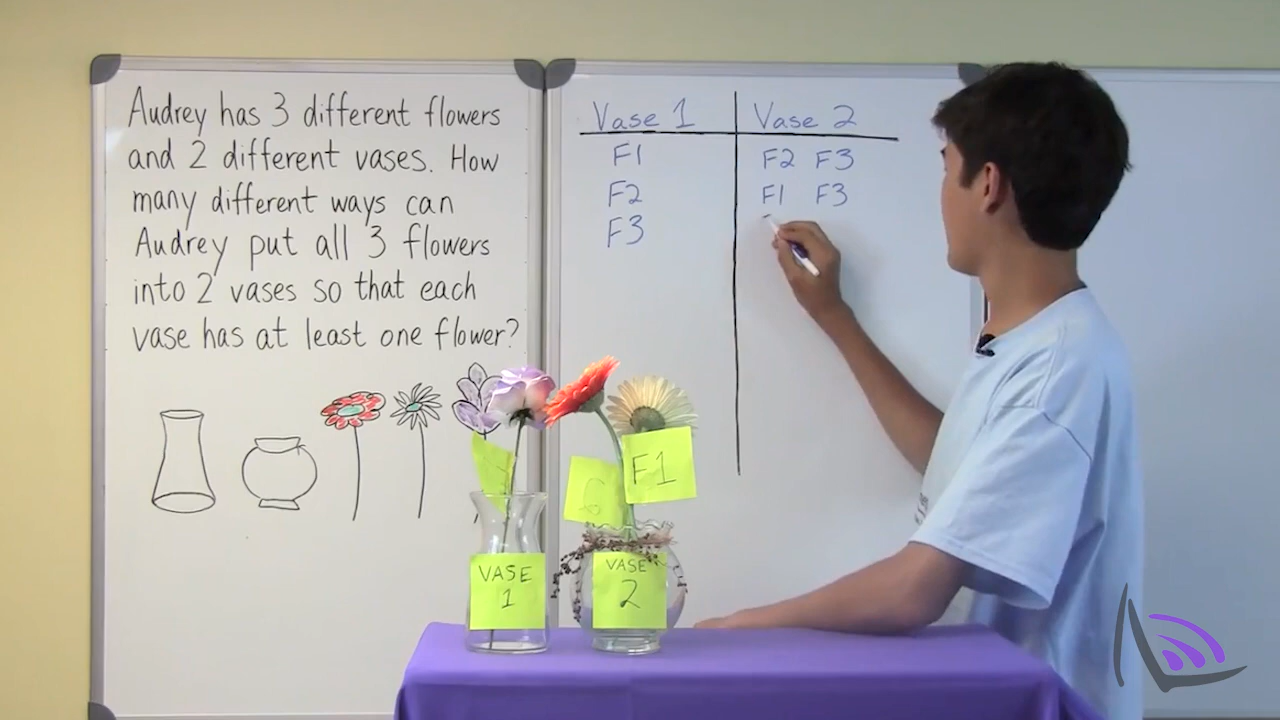 Audrey has 3 different flowers
and 2 different vases. How
many different ways can
Audrey put all 3 flowers
into 2 vases so that each
vase has at least one flower?
Vase 1 Vase 2
F1 F2 F3
F2 F1 F3
F3
F1
VASE
1
VASE
2